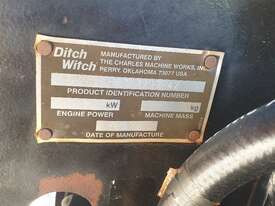 Ditch
Witch
MANUFACTURED BY
THE CHARLES MACHINE WORKS, INC.
PERRY, OKLAHOMA 73077 USA
PRODUCT IDENTIFICATION NUMBER
kW
kg
ENGINE POWER
MACHINE MASS
DATE OF MANUFACTURE